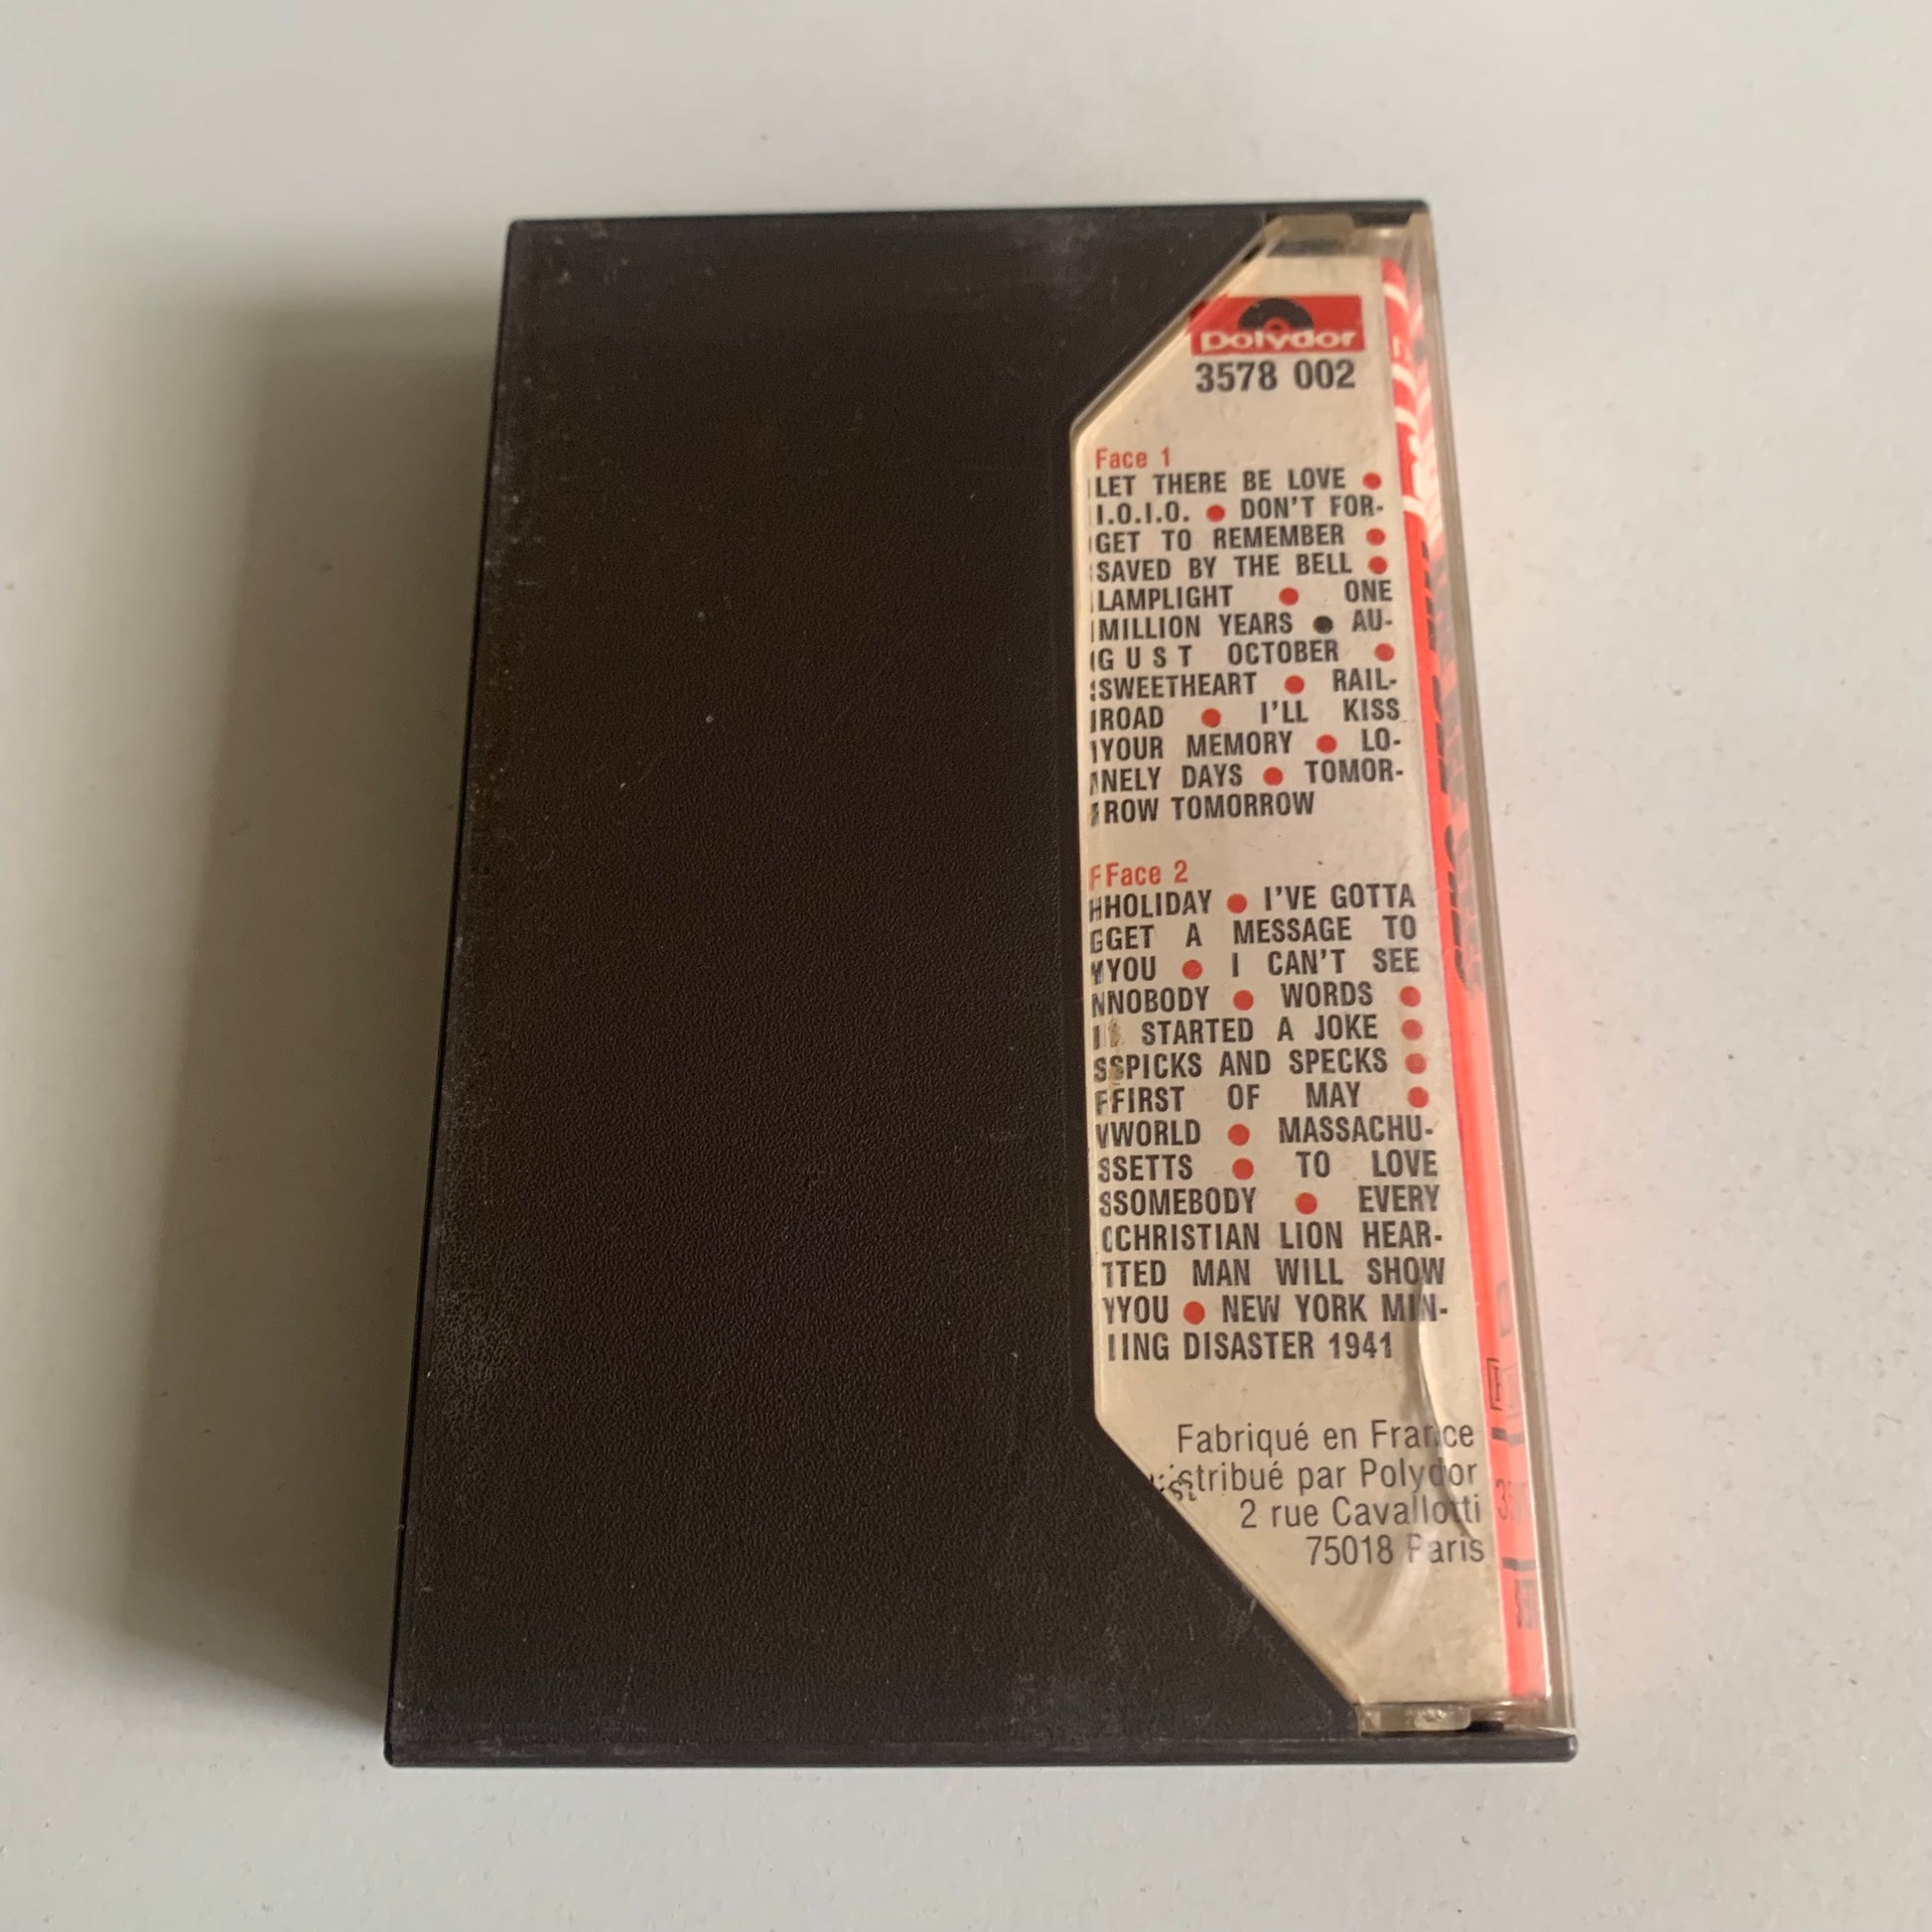 polydor
3578 002
Face 1
LET THERE BE LOVE ●
I.O.I.O. ● DON'T FOR-
GET TO REMEMBER ●
SAVED BY THE BELL ●
LAMPLIGHT ● ONE
MILLION YEARS ● AU-
GUST OCTOBER ●
SWEETHEART ● RAIL-
ROAD ● I'LL KISS
YOUR MEMORY ● LO-
NELY DAYS ● TOMOR-
ROW TOMORROW
Face 2
HOLIDAY ● I'VE GOTTA
GET A MESSAGE TO
YOU ● I CAN'T SEE
NOBODY ● WORDS ●
I STARTED A JOKE ●
SPICKS AND SPECKS ●
FIRST OF MAY ●
WORLD ● MASSACHU-
SETTS ● TO LOVE
SOMEBODY ● EVERY
CHRISTIAN LION HEAR-
TED MAN WILL SHOW
YOU ● NEW YORK MIN-
ING DISASTER 1941
Fabriqué en France
stribué par Polydor
2 rue Cavallotti
75018 Paris